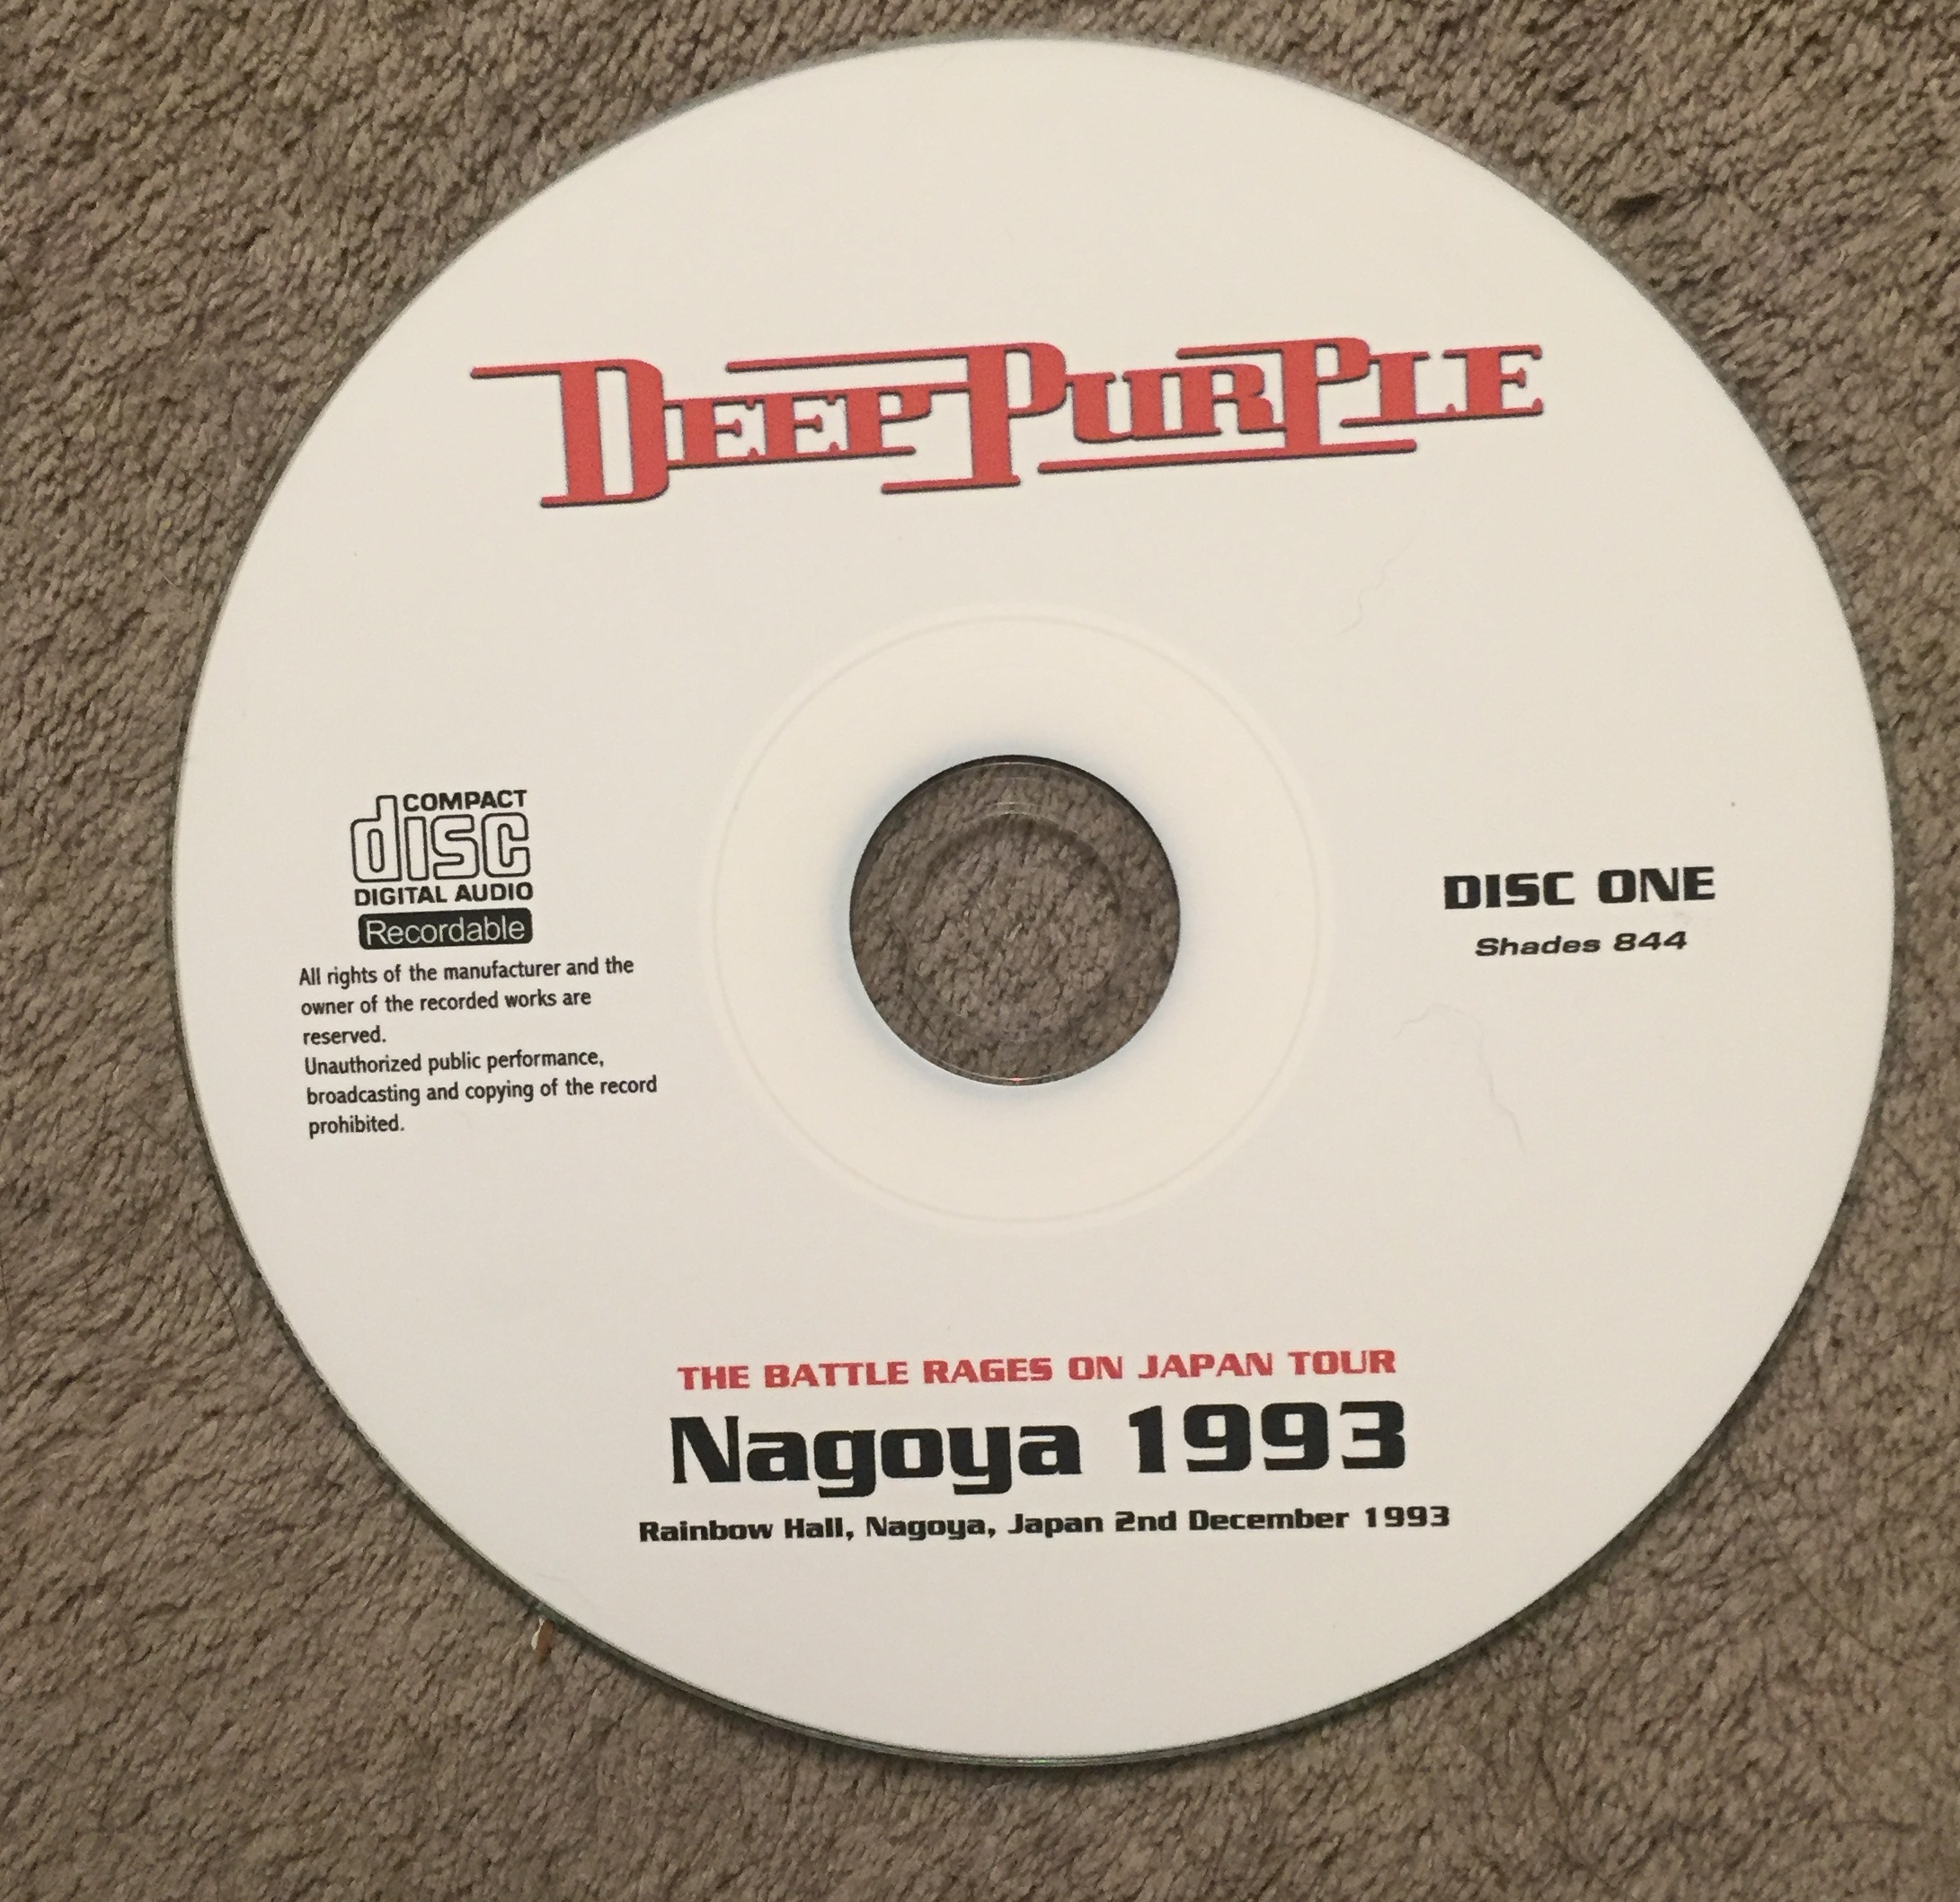 DEEP PURPLE
COMPACT
disc
DIGITAL AUDIO
Recordable
All rights of the manufacturer and the
owner of the recorded works are
reserved.
Unauthorized public performance,
broadcasting and copying of the record
prohibited.
DISC ONE
Shades 844
THE BATTLE RAGES ON JAPAN TOUR
Nagoya 1993
Rainbow Hall, Nagoya, Japan 2nd December 1993